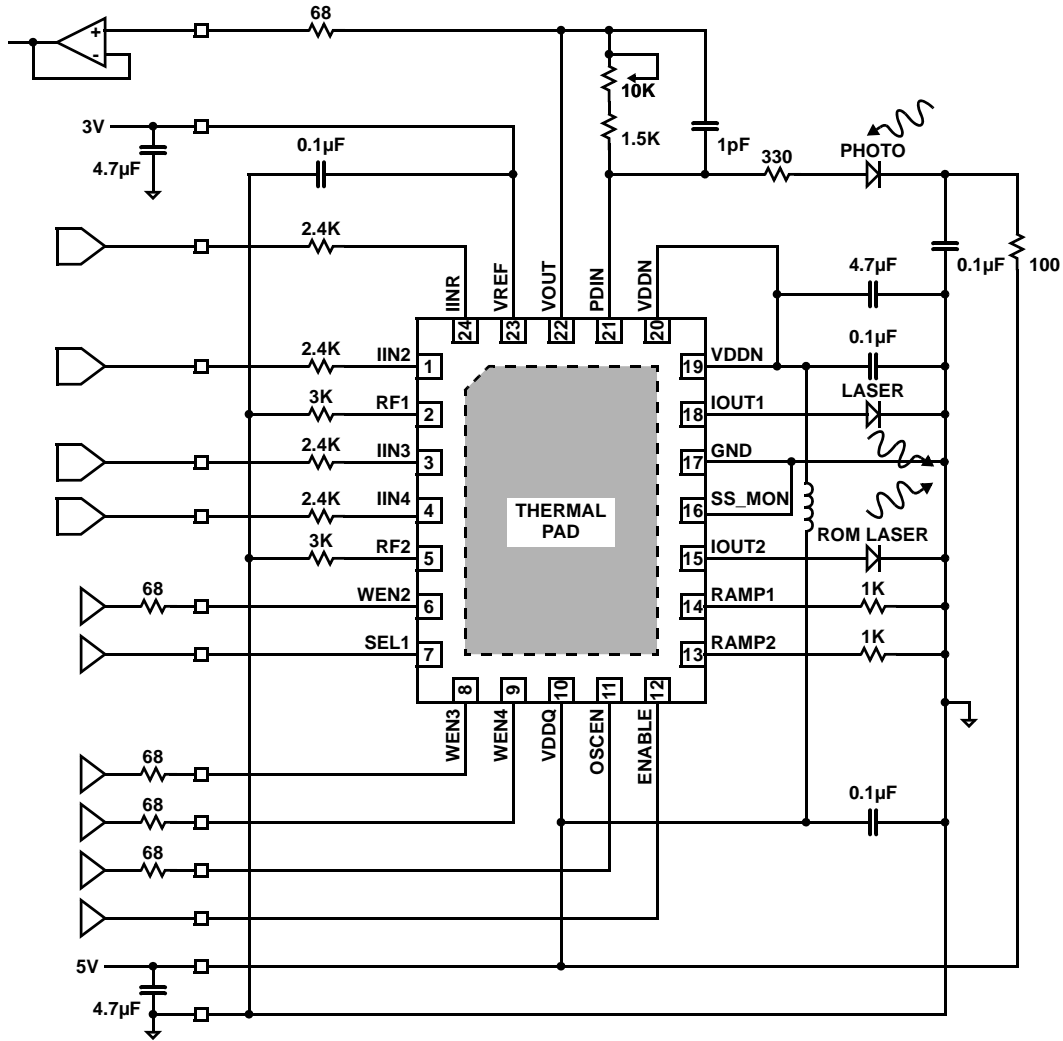 68
+
-
10K
3V
1.5K
0.1µF
1pF
4.7µF
330
PHOTO
2.4K
4.7µF
0.1µF
100
IINR
VREF
VOUT
PDIN
VDDN
24
23
22
21
20
0.1µF
2.4K
IIN2
1
19
VDDN
LASER
3K
RF1
2
18
IOUT1
2.4K
IIN3
3
17
GND
2.4K
IIN4
4
16
SS_MON
THERMAL
PAD
ROM LASER
3K
RF2
5
15
IOUT2
68
WEN2
6
14
RAMP1
1K
SEL1
7
13
RAMP2
1K
8
9
10
11
12
WEN3
WEN4
VDDQ
OSCEN
ENABLE
68
0.1µF
68
68
5V
4.7µF